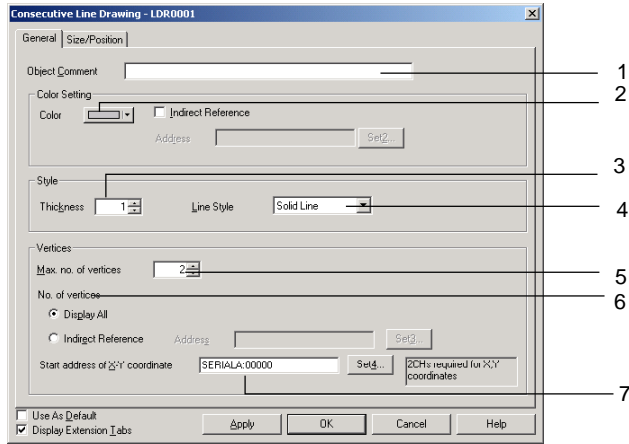 Consecutive Line Drawing - LDR0001
General Size/Position
Object Comment 1
Color Setting 2
Color Indirect Reference
Address Set2...
3
Style
Thickness 1 Line Style Solid Line 4
Vertices
Max. no. of vertices 2 5
No. of vertices 6
Display All
Indirect Reference Address Set3...
Start address of X-Y coordinate SERIALA:00000 Set4... 2CHs required for X,Y
coordinates
7
Use As Default
Display Extension Tabs Apply OK Cancel Help